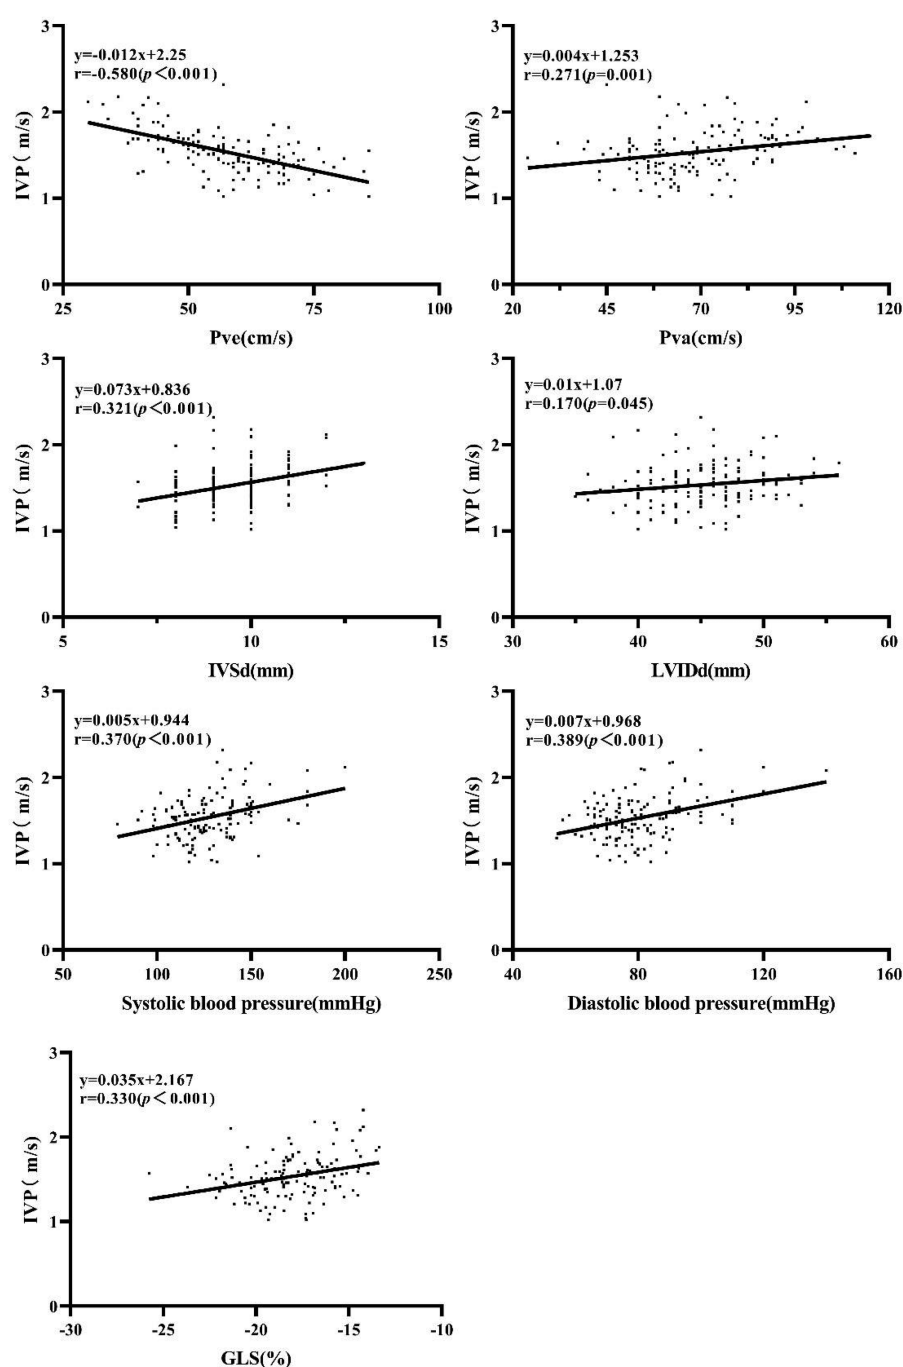 3
y=-0.012x+2.25
r=-0.580(p＜0.001)
2
IVP（ m/s)
1
0
25 50 75 100
Pve(cm/s)
3
y=0.004x+1.253
r=0.271(p=0.001)
2
IVP（ m/s)
1
0
20 45 70 95 120
Pva(cm/s)
3
y=0.073x+0.836
r=0.321(p＜0.001)
2
IVP（ m/s)
1
0
5 10 15
IVSd(mm)
3
y=0.01x+1.07
r=0.170(p=0.045)
2
IVP（ m/s)
1
0
30 40 50 60
LVIDd(mm)
3
y=0.005x+0.944
r=0.370(p＜0.001)
2
IVP（ m/s)
1
0
50 100 150 200 250
Systolic blood pressure(mmHg)
3
y=0.007x+0.968
r=0.389(p＜0.001)
2
IVP（ m/s)
1
0
40 80 120 160
Diastolic blood pressure(mmHg)
3
y=0.035x+2.167
r=0.330(p＜0.001)
2
IVP（ m/s)
1
0
-30 -25 -20 -15 -10
GLS(%)